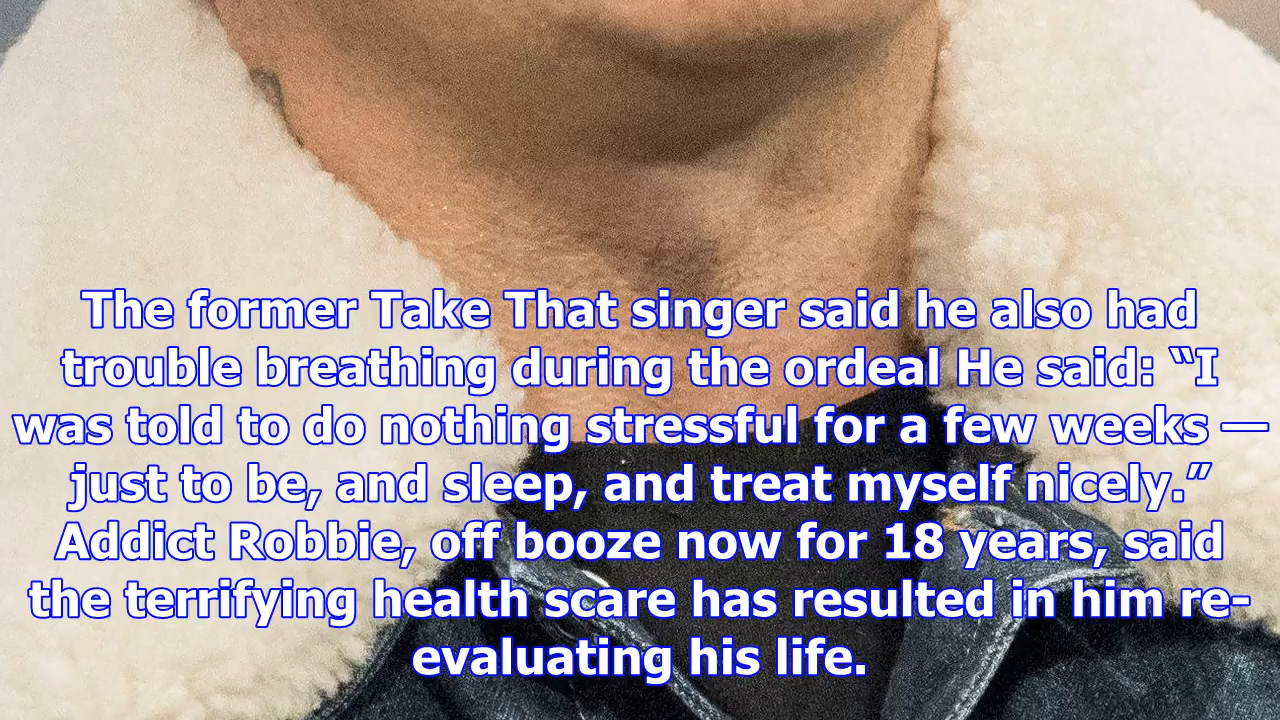 The former Take That singer said he also had
trouble breathing during the ordeal He said: “I
was told to do nothing stressful for a few weeks —
just to be, and sleep, and treat myself nicely.”
Addict Robbie, off booze now for 18 years, said
the terrifying health scare has resulted in him re-
evaluating his life.